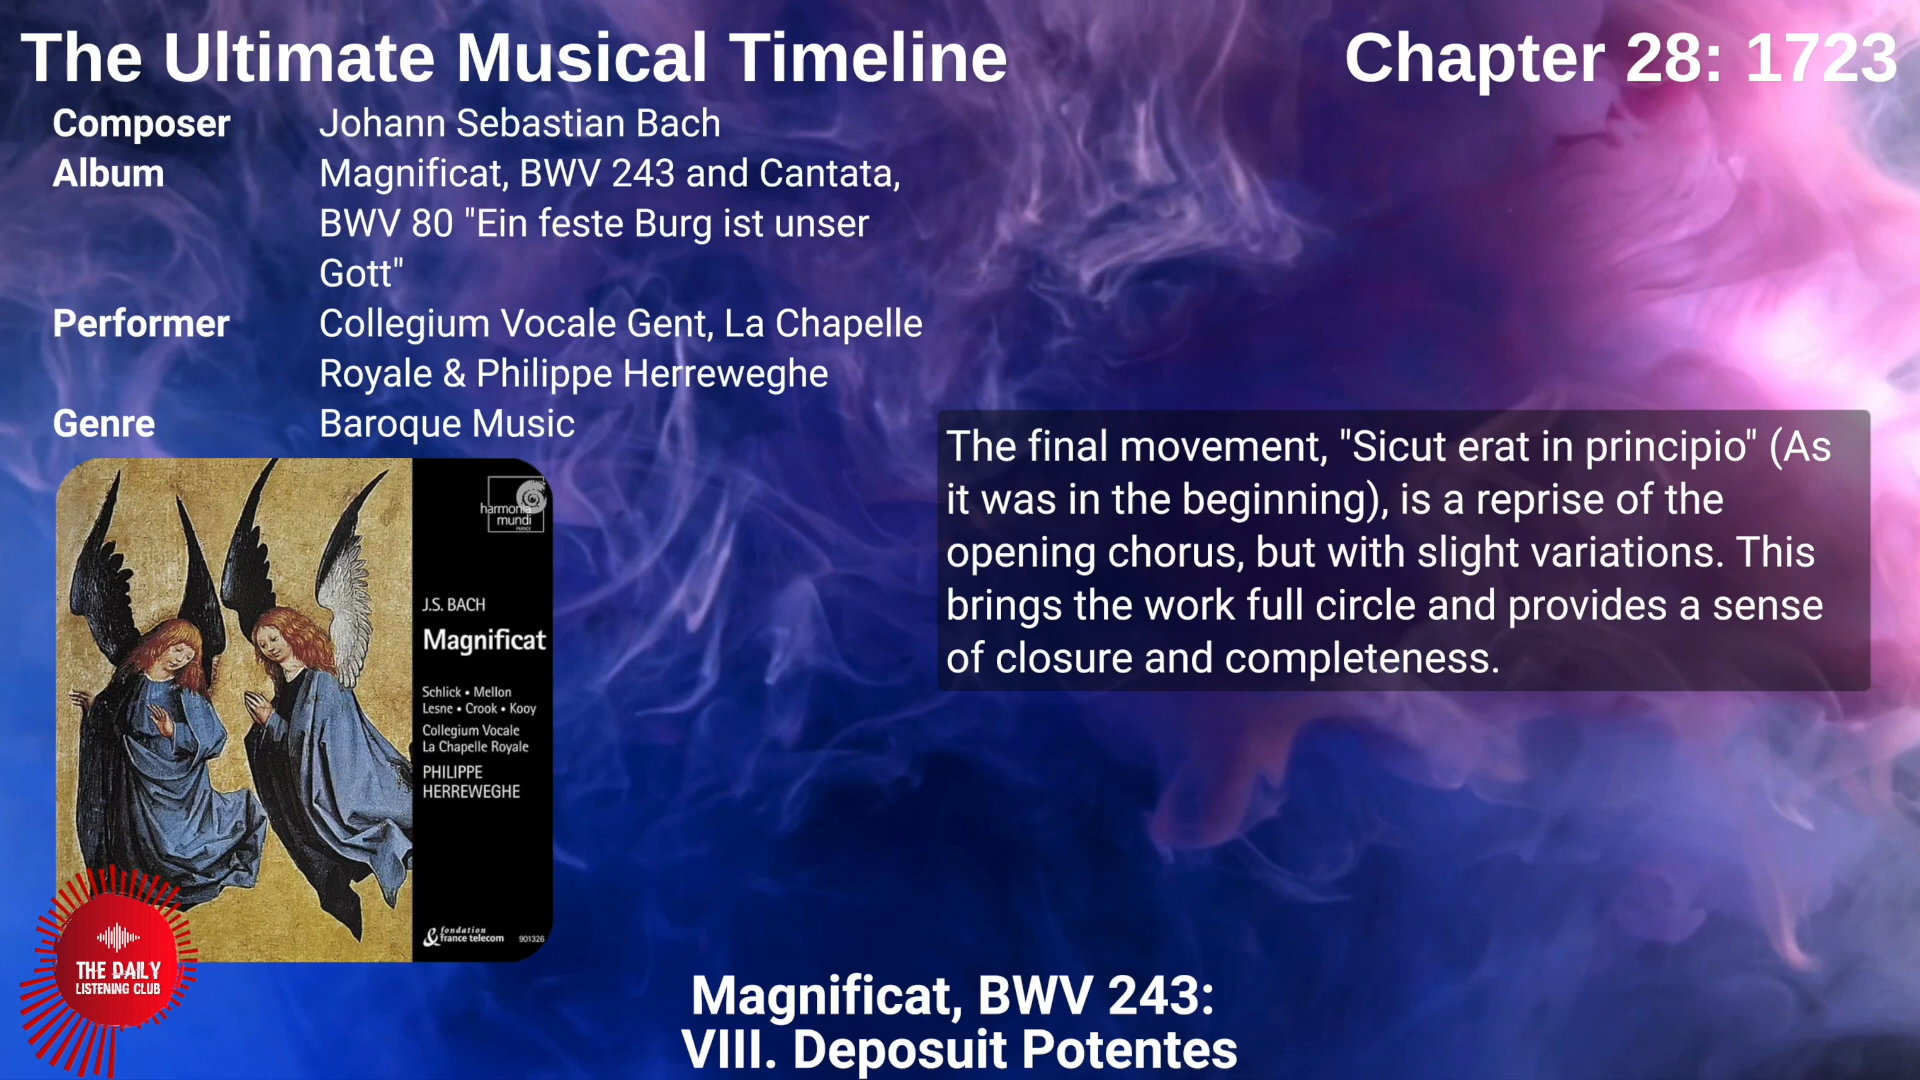 The Ultimate Musical Timeline
Chapter 28: 1723
Composer Johann Sebastian Bach
Album Magnificat, BWV 243 and Cantata,
BWV 80 "Ein feste Burg ist unser
Gott"
Performer Collegium Vocale Gent, La Chapelle
Royale & Philippe Herreweghe
Genre Baroque Music
The final movement, "Sicut erat in principio" (As
it was in the beginning), is a reprise of the
opening chorus, but with slight variations. This
brings the work full circle and provides a sense
of closure and completeness.
harmonia
mundi
FRANCE
J.S. BACH
Magnificat
Schlick • Mellon
Lesne • Crook • Kooy
Collegium Vocale
La Chapelle Royale
PHILIPPE
HERREWEGHE
& fondation
france telecom
901326
THE DAILY
LISTENING CLUB
Magnificat, BWV 243:
VIII. Deposuit Potentes